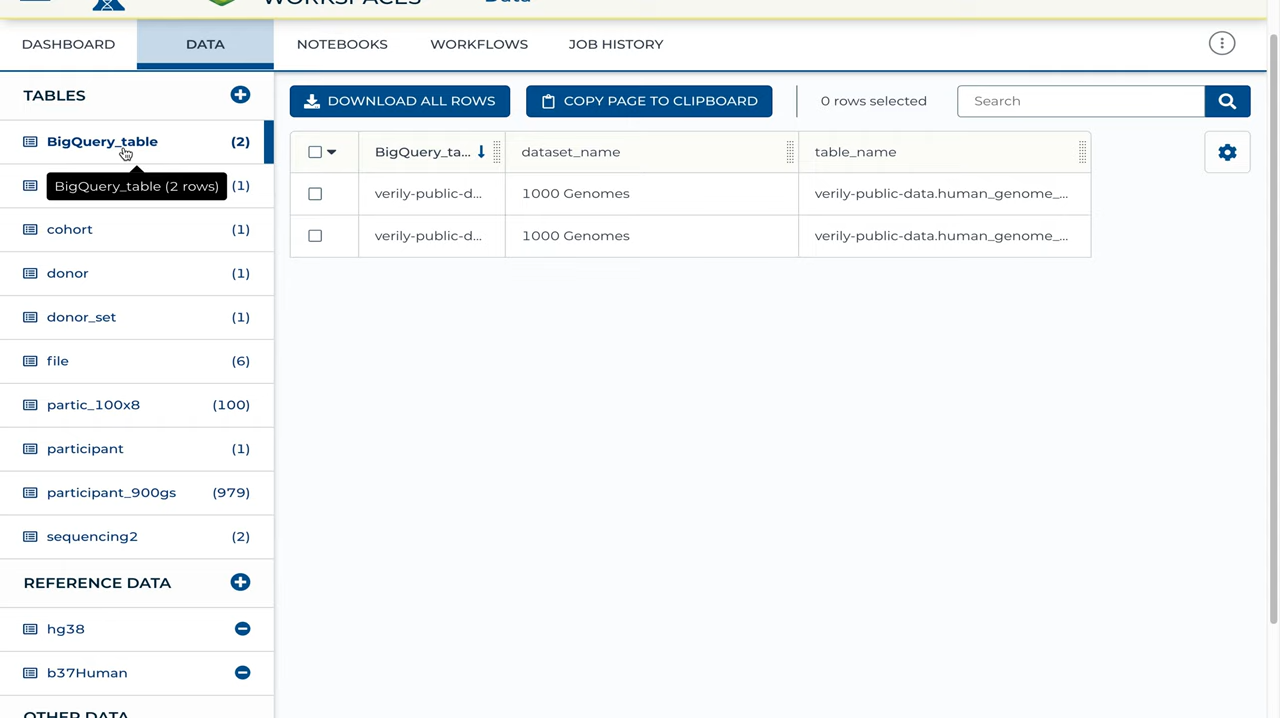 WORKSPACES Data
DASHBOARD DATA NOTEBOOKS WORKFLOWS JOB HISTORY
TABLES
DOWNLOAD ALL ROWS COPY PAGE TO CLIPBOARD 0 rows selected Search
BigQuery_table (2)
BigQuery_ta... dataset_name table_name
BigQuery_table (2 rows) (1)
verily-public-d... 1000 Genomes verily-public-data.human_genome_...
cohort (1)
verily-public-d... 1000 Genomes verily-public-data.human_genome_...
donor (1)
donor_set (1)
file (6)
partic_100x8 (100)
participant (1)
participant_900gs (979)
sequencing2 (2)
REFERENCE DATA
hg38
b37Human
OTHER DATA